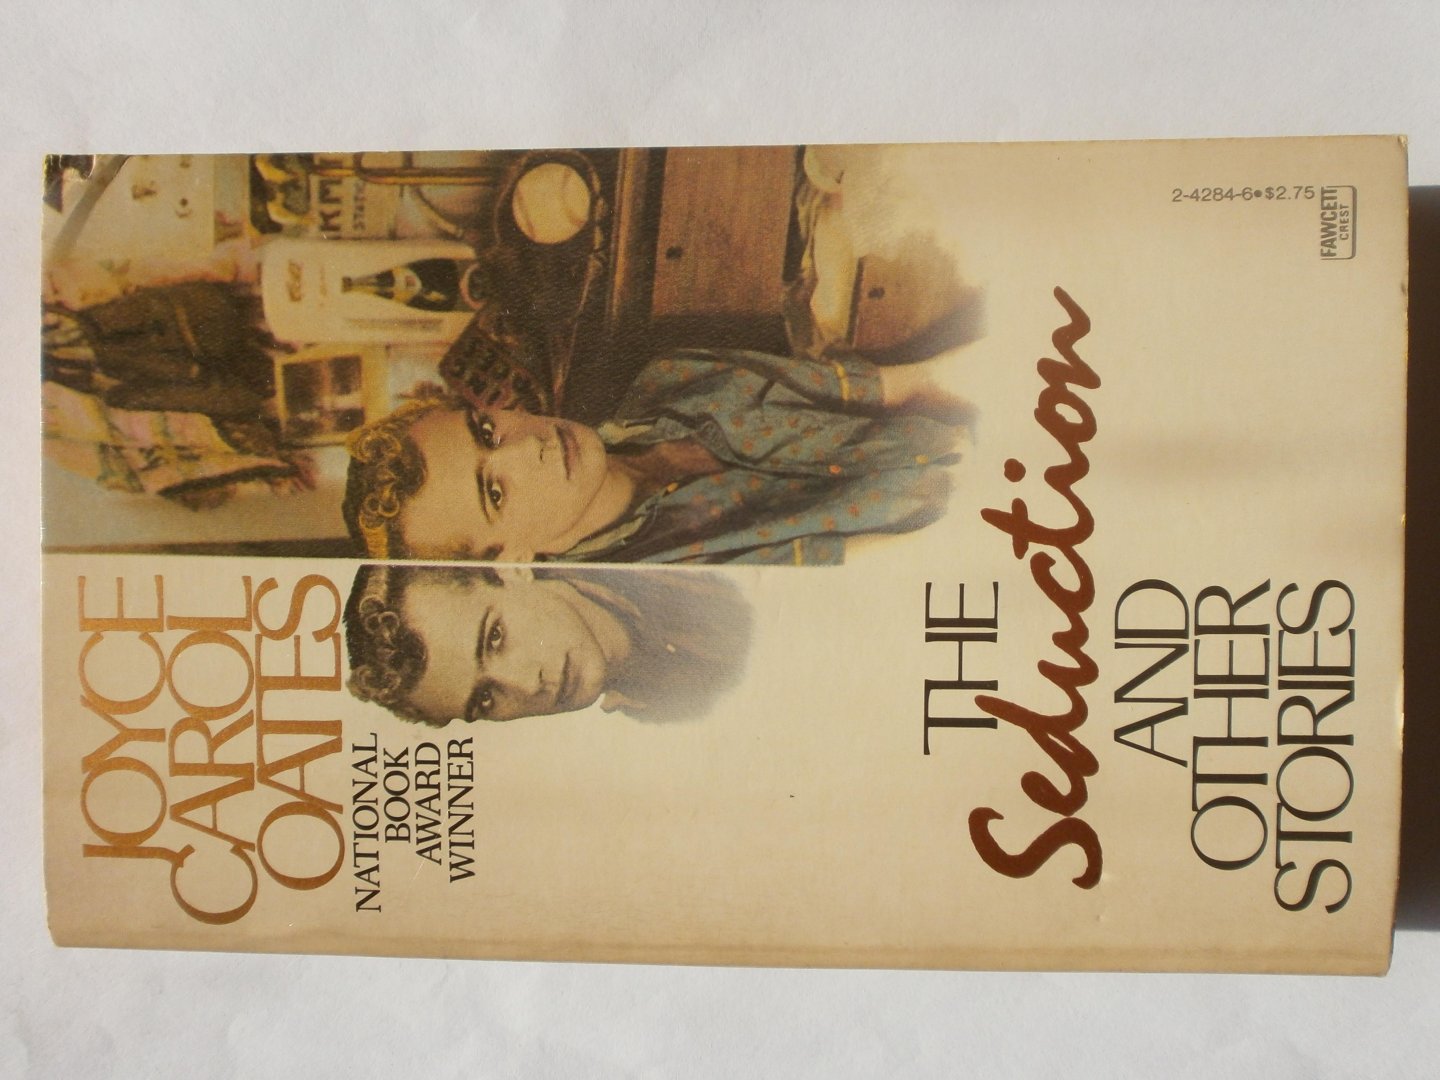 JOYCE
CAROL
OATES
NATIONAL
BOOK
AWARD
WINNER
THE
Seduction
AND
OTHER
STORIES
2-4284-6•$2.75
FAWCETT
CREST